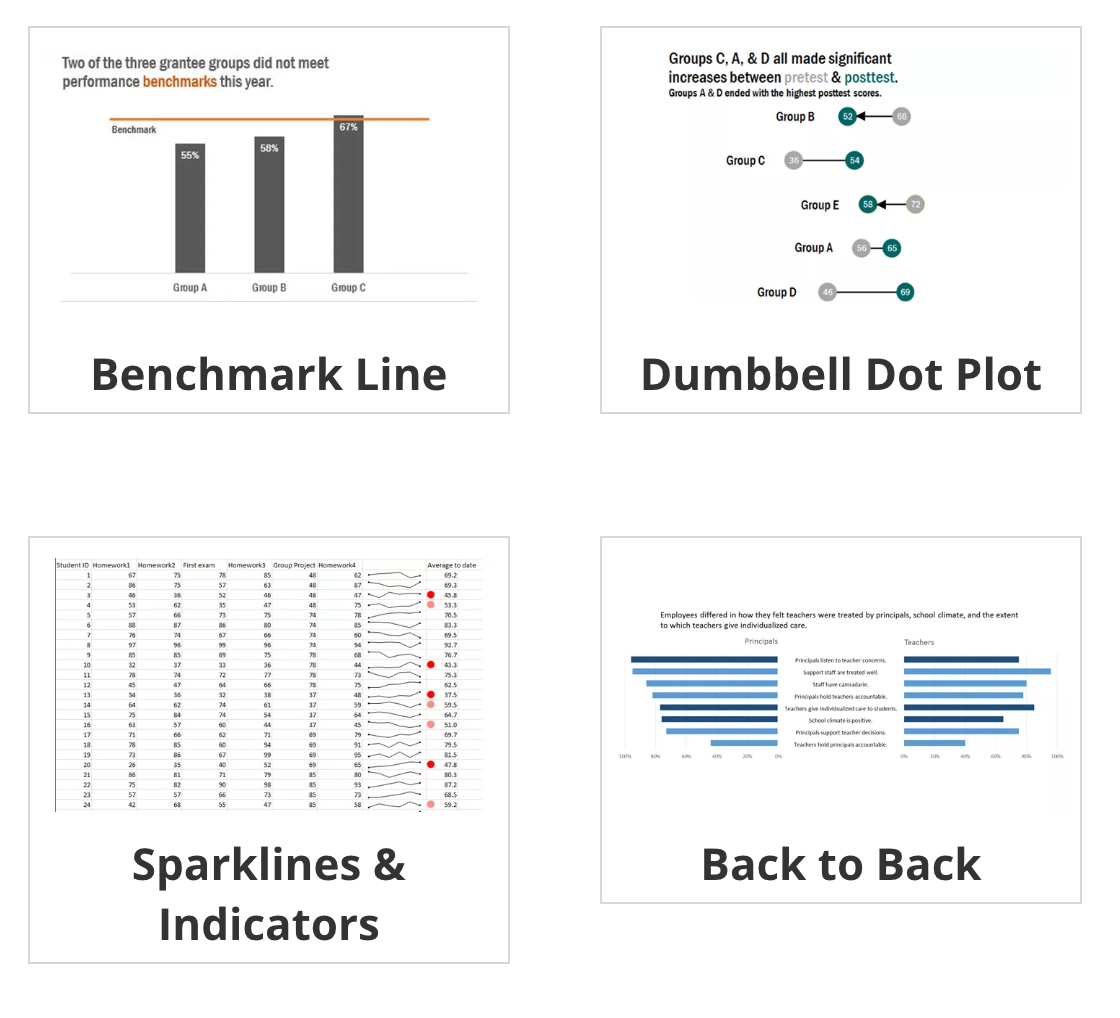 Two of the three grantee groups did not meet
performance benchmarks this year.
Benchmark
55%
58%
67%
Group A
Group B
Group C
Benchmark Line
Groups C, A, & D all made significant
increases between pretest & posttest.
Groups A & D ended with the highest posttest scores.
Group B 52 68
Group C 36 54
Group E 58 72
Group A 56 65
Group D 46 69
Dumbbell Dot Plot
Student ID Homework1 Homework2 First exam Homework3 Group Project Homework4 Average to date
1 67 75 78 85 48 62 69.2
2 86 75 57 63 48 87 69.3
3 46 36 52 46 48 47 45.8
4 53 62 35 47 48 75 53.3
5 57 66 73 75 74 78 70.5
6 88 87 86 80 74 85 83.3
7 76 74 67 66 74 60 69.5
8 97 96 99 96 74 94 92.7
9 85 85 69 75 78 68 76.7
10 32 37 33 36 78 44 43.3
11 78 74 72 77 78 73 75.3
12 45 47 64 66 78 75 62.5
13 34 36 32 38 37 48 37.5
14 64 62 74 61 37 59 59.5
15 75 84 74 54 37 64 64.7
16 63 57 60 44 37 45 51.0
17 71 66 62 71 69 79 69.7
18 78 85 60 94 69 91 79.5
19 73 86 67 99 69 95 81.5
20 26 35 40 52 69 65 47.8
21 86 81 71 79 85 80 80.3
22 75 82 90 98 85 93 87.2
23 57 57 66 73 85 73 68.5
24 42 68 55 47 85 58 59.2
Sparklines &
Indicators
Employees differed in how they felt teachers were treated by principals, school climate, and the extent
to which teachers give individualized care.
Principals Teachers
Principals listen to teacher concerns.
Support staff are treated well.
Staff have camradarie.
Principals hold teachers accountable.
Teachers give individualized care to students.
School climate is positive.
Principals support teacher decisions.
Teachers hold principals accountable.
100% 80% 60% 40% 20% 0% 0% 20% 40% 60% 80% 100%
Back to Back